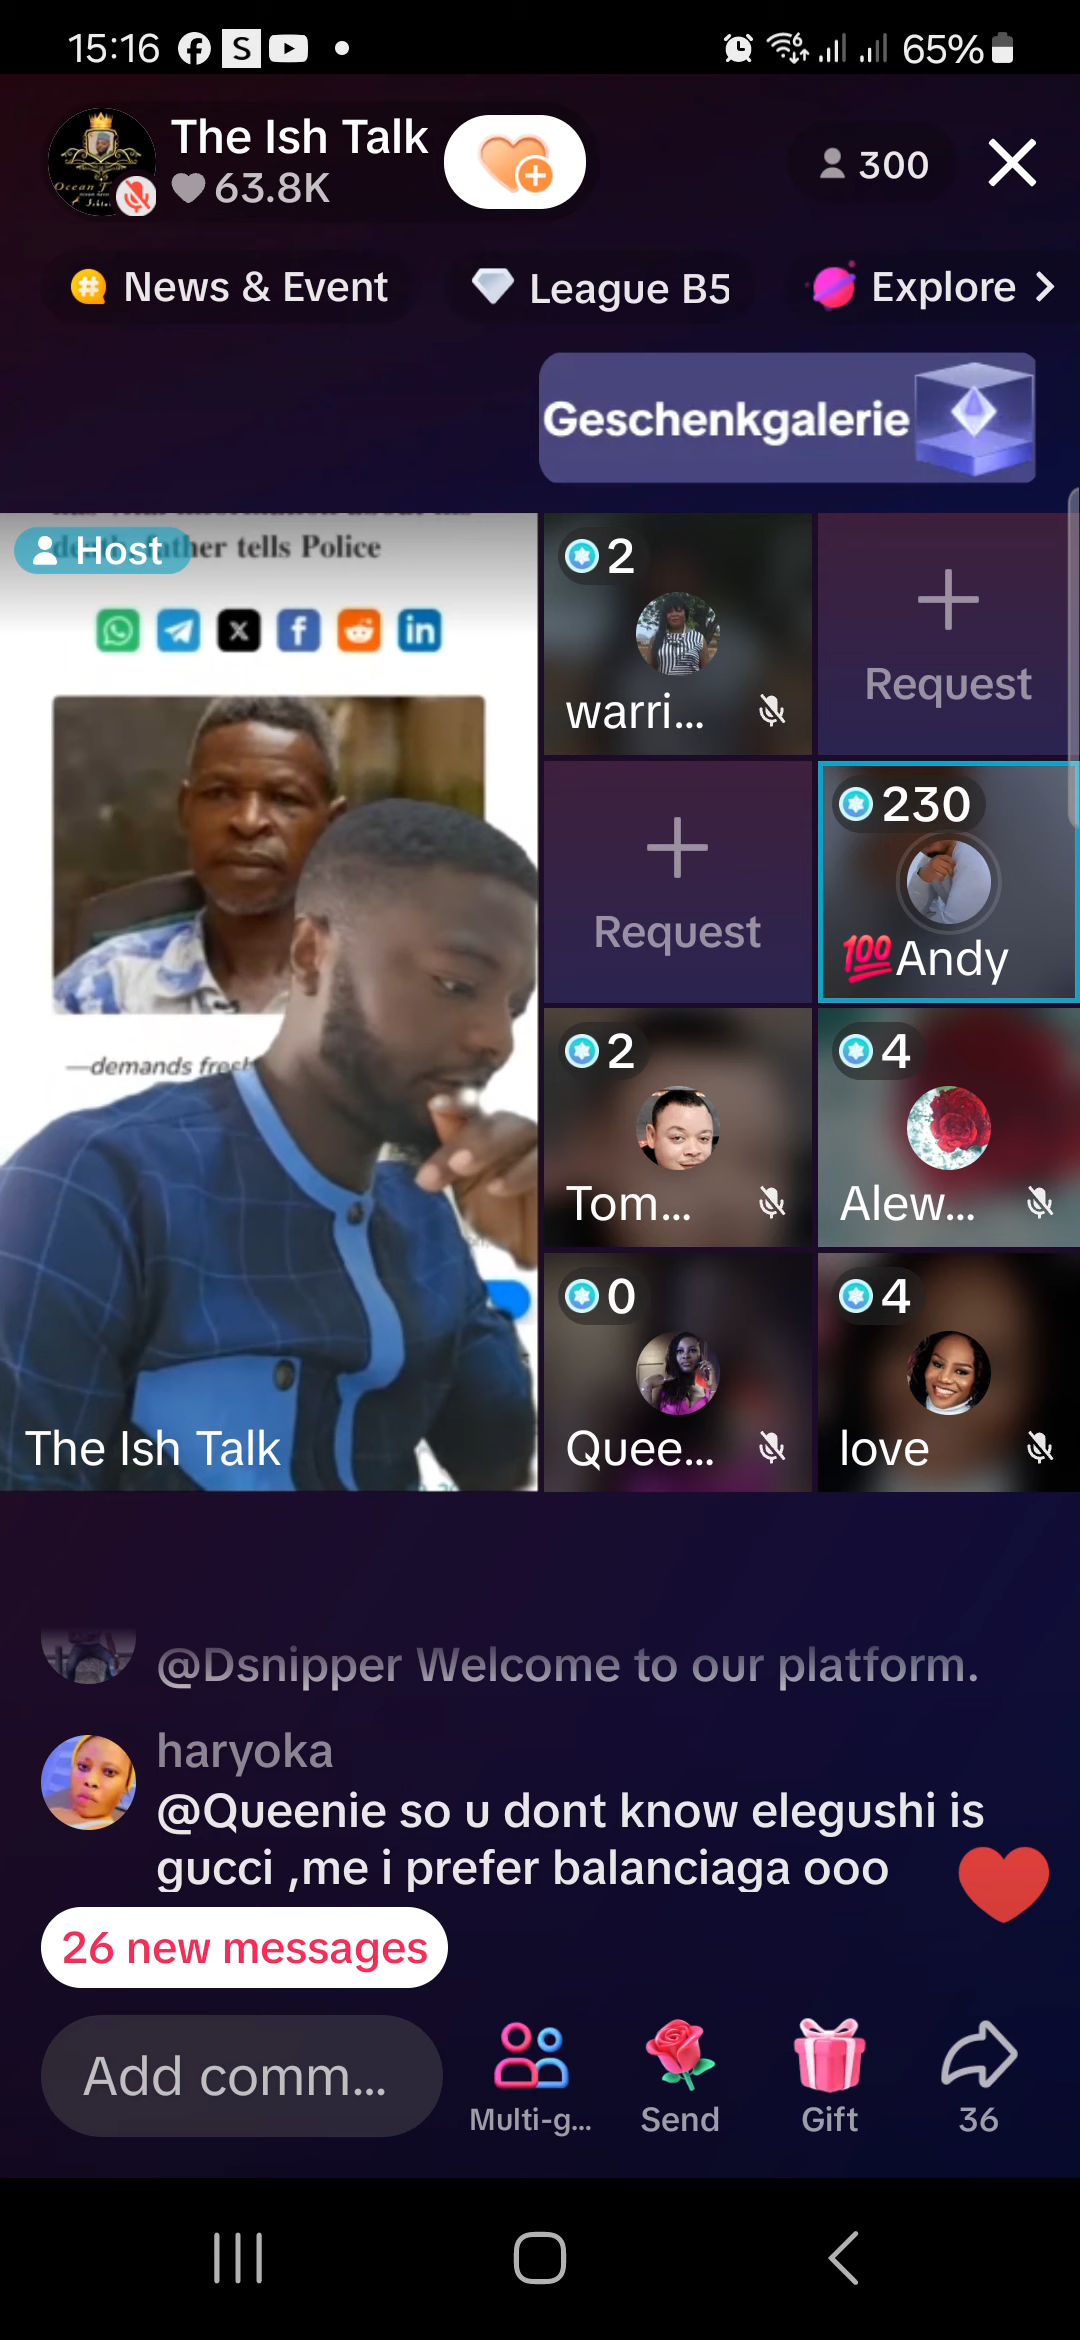 15:16
S
65%
The Ish Talk
63.8K
300
News & Event
League B5
Explore
Geschenkgalerie
Host
ther tells Police
X
f
in
—demands fresh
The Ish Talk
2
warri...
Request
Request
230
💯Andy
2
Tom...
4
Alew...
0
Quee...
4
love
@Dsnipper Welcome to our platform.
haryoka
@Queenie so u dont know elegushi is
gucci ,me i prefer balanciaga ooo
26 new messages
Add comm...
Multi-g...
Send
Gift
36